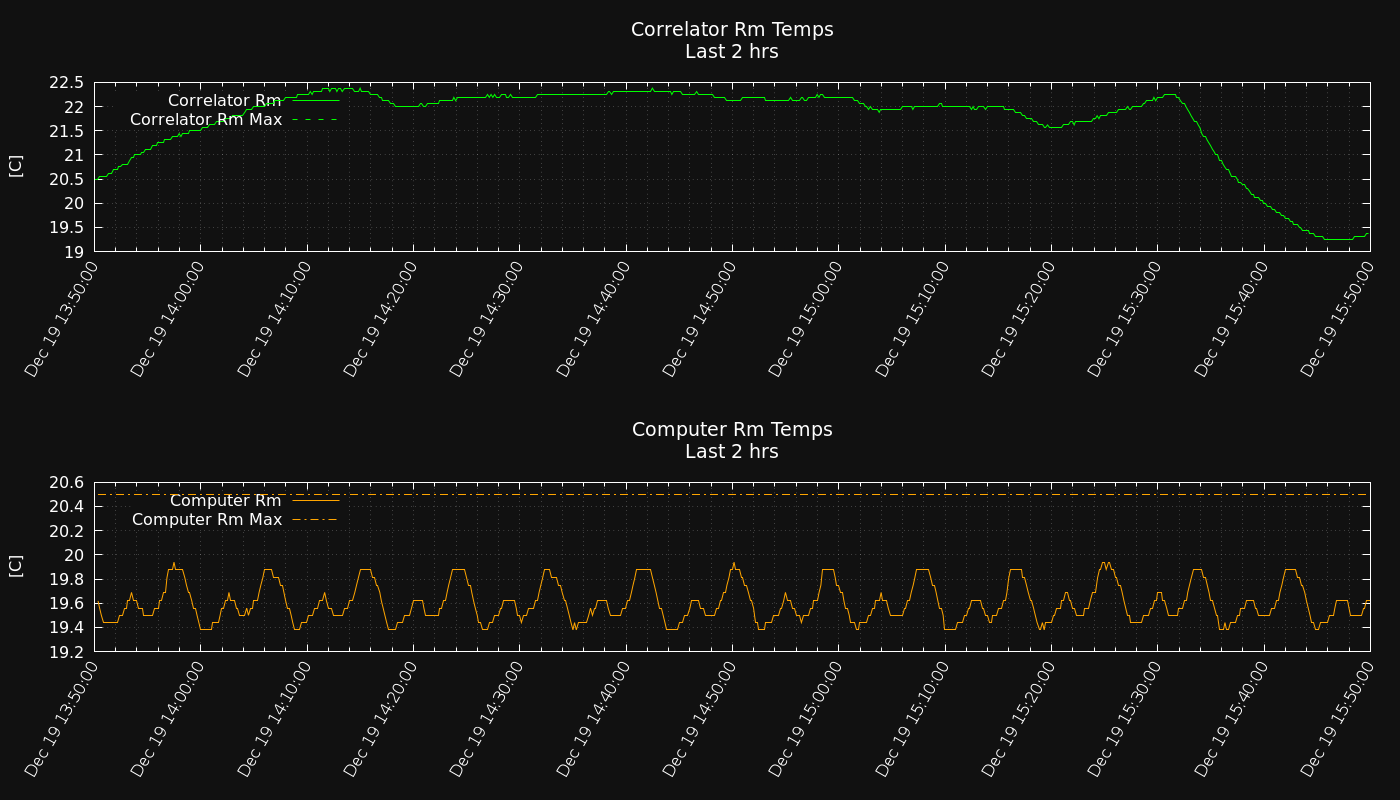 Correlator Rm Temps
Last 2 hrs
22.5
22
21.5
21
20.5
20
19.5
19
[C]
Correlator Rm
Correlator Rm Max
Dec 19 13:50:00
Dec 19 14:00:00
Dec 19 14:10:00
Dec 19 14:20:00
Dec 19 14:30:00
Dec 19 14:40:00
Dec 19 14:50:00
Dec 19 15:00:00
Dec 19 15:10:00
Dec 19 15:20:00
Dec 19 15:30:00
Dec 19 15:40:00
Dec 19 15:50:00
Computer Rm Temps
Last 2 hrs
20.6
20.4
20.2
20
19.8
19.6
19.4
19.2
[C]
Computer Rm
Computer Rm Max
Dec 19 13:50:00
Dec 19 14:00:00
Dec 19 14:10:00
Dec 19 14:20:00
Dec 19 14:30:00
Dec 19 14:40:00
Dec 19 14:50:00
Dec 19 15:00:00
Dec 19 15:10:00
Dec 19 15:20:00
Dec 19 15:30:00
Dec 19 15:40:00
Dec 19 15:50:00